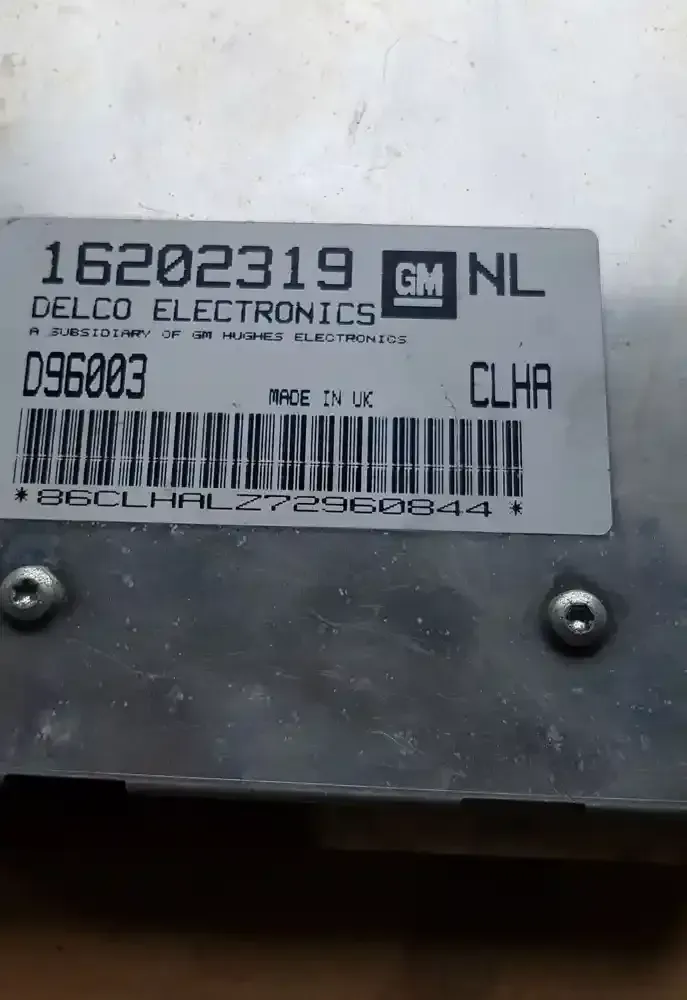 16202319 GM NL
DELCO ELECTRONICS
A SUBSIDIARY OF GM HUGHES ELECTRONICS
D96003 MADE IN UK CLHA
*86CLHALZ72960844*